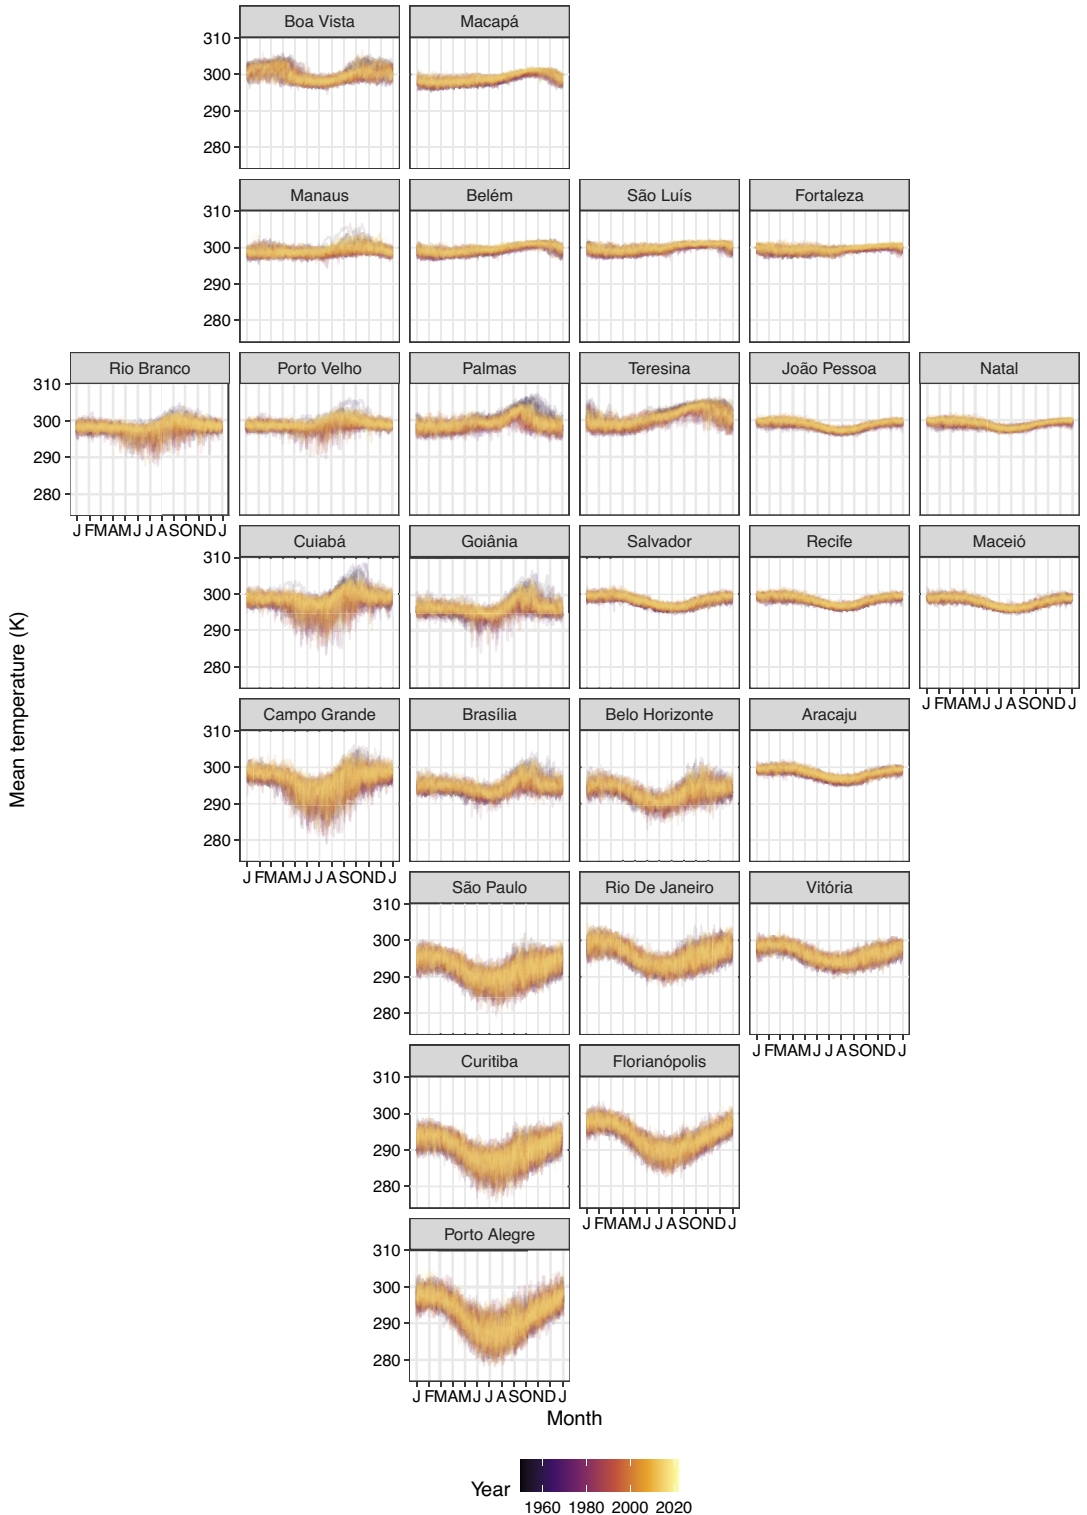 Boa Vista Macapá
310
300
290
280
Manaus Belém São Luís Fortaleza
310
300
290
280
Rio Branco Porto Velho Palmas Teresina João Pessoa Natal
310
300
290
280
J FMAMJ J ASOND J
Cuiabá Goiânia Salvador Recife Maceió
310
300
290
280
J FMAMJ J ASOND J
Mean temperature (K)
Campo Grande Brasília Belo Horizonte Aracaju
310
300
290
280
J FMAMJ J ASOND J
São Paulo Rio De Janeiro Vitória
310
300
290
280
J FMAMJ J ASOND J
Curitiba Florianópolis
310
300
290
280
J FMAMJ J ASOND J
Porto Alegre
310
300
290
280
J FMAMJ J ASOND J
Month
Year
1960 1980 2000 2020